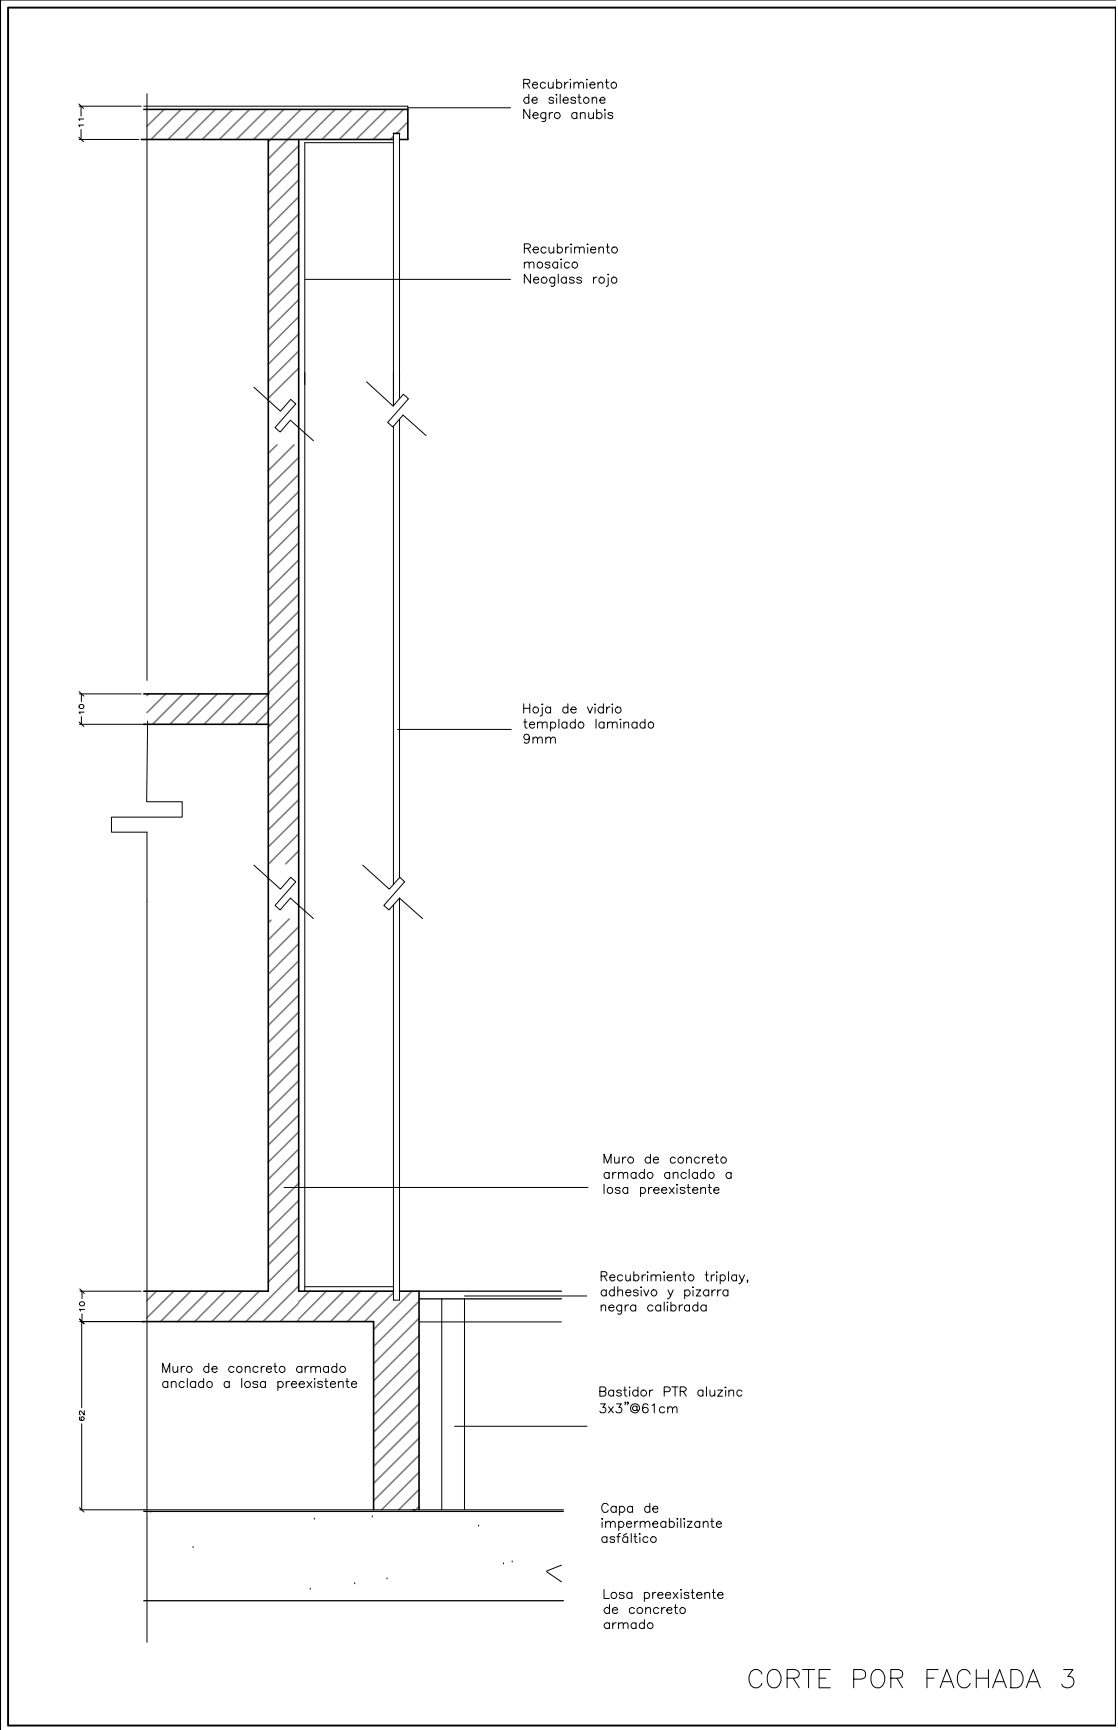 Recubrimiento
de silestone
Negro anubis
11
Recubrimiento
mosaico
Neoglass rojo
10
Hoja de vidrio
templado laminado
9mm
Muro de concreto
armado anclado a
losa preexistente
Recubrimiento triplay,
adhesivo y pizarra
negra calibrada
10
Muro de concreto armado
anclado a losa preexistente
Bastidor PTR aluzinc
3x3"@61cm
62
Capa de
impermeabilizante
asfáltico
Losa preexistente
de concreto
armado
CORTE POR FACHADA 3